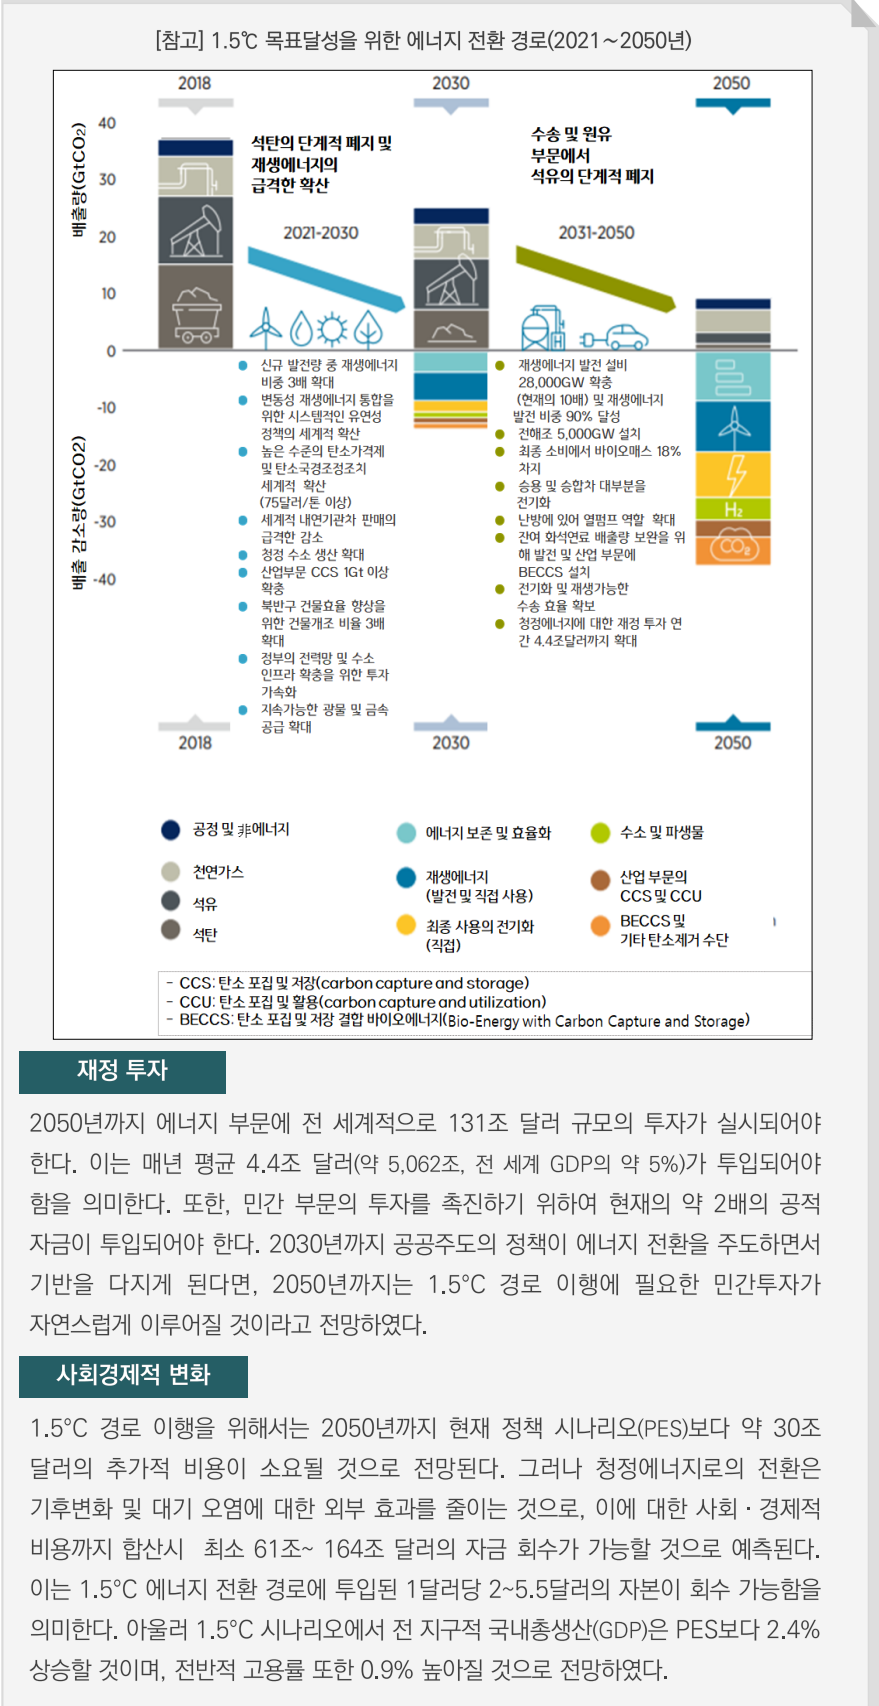 [참고] 1.5℃ 목표달성을 위한 에너지 전환 경로(2021～2050년)
2018
2030
2050
배출량(GtCO₂)
40
30
20
10
0
-10
-20
-30
-40
배출 감소량(GtCO2)
석탄의 단계적 폐지 및
재생에너지의
급격한 확산
2021-2030
수송 및 원유
부문에서
석유의 단계적 폐지
2031-2050
H
신규 발전량 중 재생에너지
비중 3배 확대
변동성 재생에너지 통합을
위한 시스템적인 유연성
정책의 세계적 확산
높은 수준의 탄소가격제
및 탄소국경조정조치
세계적 확산
(75달러/톤 이상)
세계적 내연기관차 판매의
급격한 감소
청정 수소 생산 확대
산업부문 CCS 1Gt 이상
확충
북반구 건물효율 향상을
위한 건물개조 비율 3배
확대
정부의 전력망 및 수소
인프라 확충을 위한 투자
가속화
지속가능한 광물 및 금속
공급 확대
재생에너지 발전 설비
28,000GW 확충
(현재의 10배) 및 재생에너지
발전 비중 90% 달성
전해조 5,000GW 설치
최종 소비에서 바이오매스 18%
차지
승용 및 승합차 대부분을
전기화
난방에 있어 열펌프 역할 확대
잔여 화석연료 배출량 보완을 위
해 발전 및 산업 부문에
BECCS 설치
전기화 및 재생가능한
수송 효율 확보
청정에너지에 대한 재정 투자 연
간 4.4조달러까지 확대
H₂
CO₂
2018
2030
2050
공정 및 非에너지
천연가스
석유
석탄
에너지 보존 및 효율화
재생에너지
(발전 및 직접 사용)
최종 사용의 전기화
(직접)
수소 및 파생물
산업 부문의
CCS 및 CCU
BECCS 및
기타 탄소제거 수단
- CCS: 탄소 포집 및 저장(carbon capture and storage)
- CCU: 탄소 포집 및 활용(carbon capture and utilization)
- BECCS: 탄소 포집 및 저장 결합 바이오에너지(Bio-Energy with Carbon Capture and Storage)
재정 투자
2050년까지 에너지 부문에 전 세계적으로 131조 달러 규모의 투자가 실시되어야
한다. 이는 매년 평균 4.4조 달러(약 5,062조, 전 세계 GDP의 약 5%)가 투입되어야
함을 의미한다. 또한, 민간 부문의 투자를 촉진하기 위하여 현재의 약 2배의 공적
자금이 투입되어야 한다. 2030년까지 공공주도의 정책이 에너지 전환을 주도하면서
기반을 다지게 된다면, 2050년까지는 1.5°C 경로 이행에 필요한 민간투자가
자연스럽게 이루어질 것이라고 전망하였다.
사회경제적 변화
1.5°C 경로 이행을 위해서는 2050년까지 현재 정책 시나리오(PES)보다 약 30조
달러의 추가적 비용이 소요될 것으로 전망된다. 그러나 청정에너지로의 전환은
기후변화 및 대기 오염에 대한 외부 효과를 줄이는 것으로, 이에 대한 사회·경제적
비용까지 합산시 최소 61조~ 164조 달러의 자금 회수가 가능할 것으로 예측된다.
이는 1.5°C 에너지 전환 경로에 투입된 1달러당 2~5.5달러의 자본이 회수 가능함을
의미한다. 아울러 1.5°C 시나리오에서 전 지구적 국내총생산(GDP)은 PES보다 2.4%
상승할 것이며, 전반적 고용률 또한 0.9% 높아질 것으로 전망하였다.